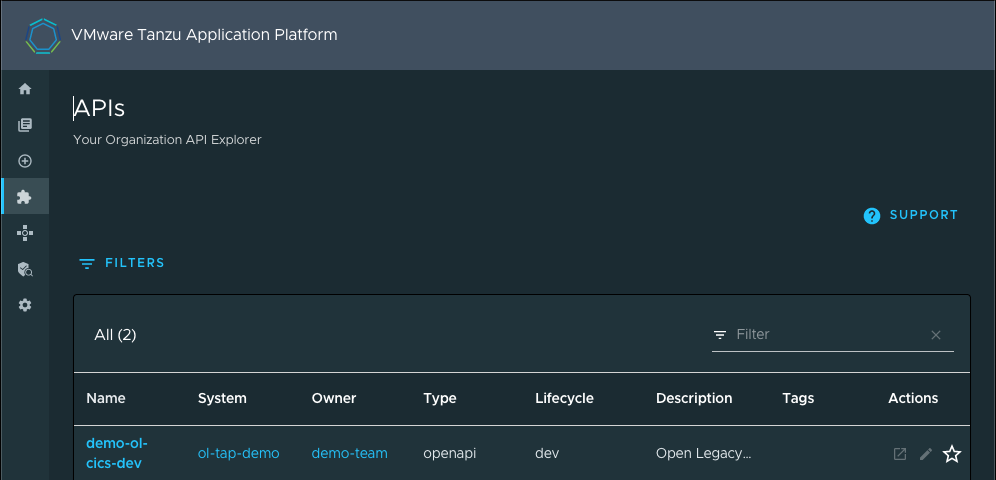 VMware Tanzu Application Platform
APIs
Your Organization API Explorer
SUPPORT
FILTERS
All (2)
Filter
Name System Owner Type Lifecycle Description Tags Actions
demo-ol-
cics-dev ol-tap-demo demo-team openapi dev Open Legacy...